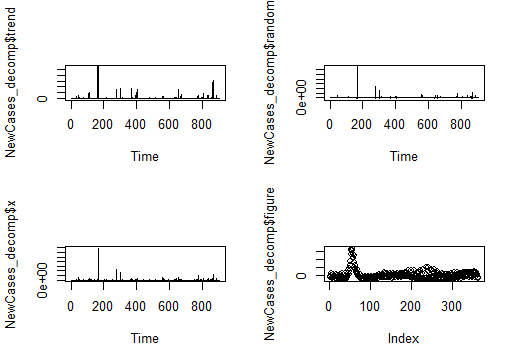 NewCases_decomp$trend
0
0 200 400 600 800
Time
NewCases_decomp$random
0e+00
0 200 400 600 800
Time
NewCases_decomp$x
0e+00
0 200 400 600 800
Time
NewCases_decomp$figure
0
0 100 200 300
Index